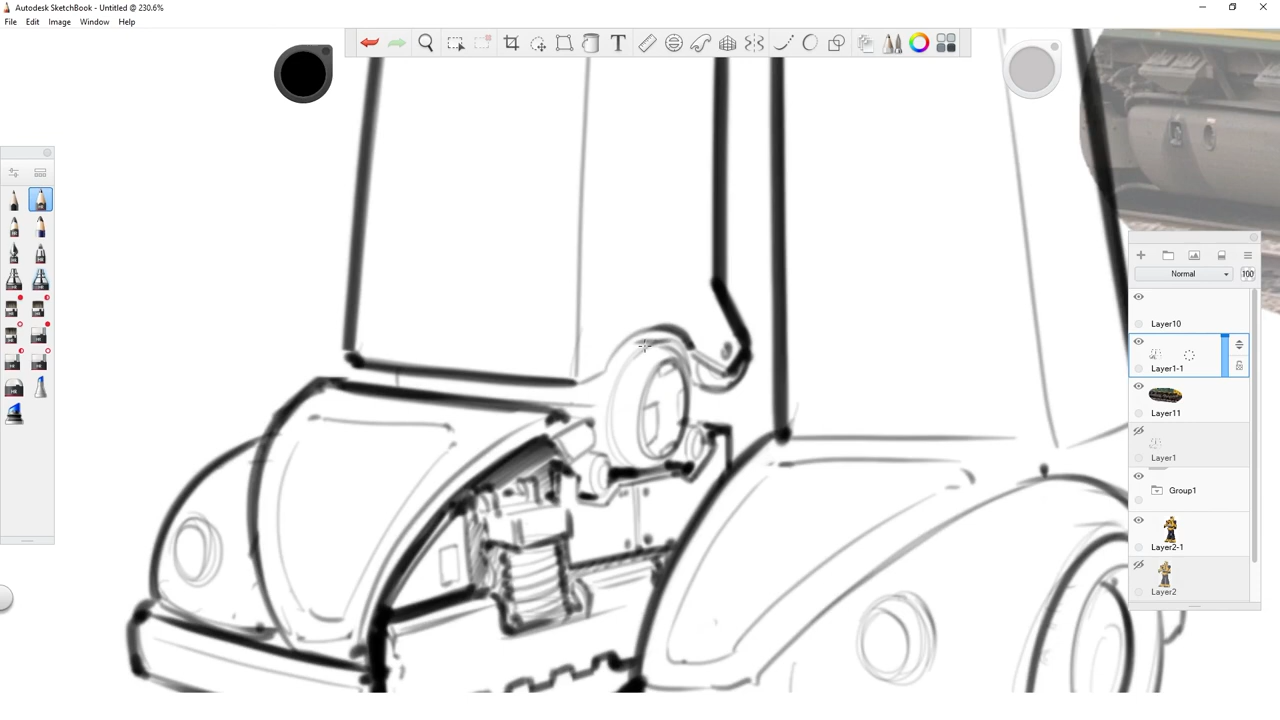 Autodesk SketchBook - Untitled @ 230.6%
File Edit Image Window Help
T
Normal 100
Layer10
Layer1-1
Layer11
Layer1
Group1
Layer2-1
Layer2